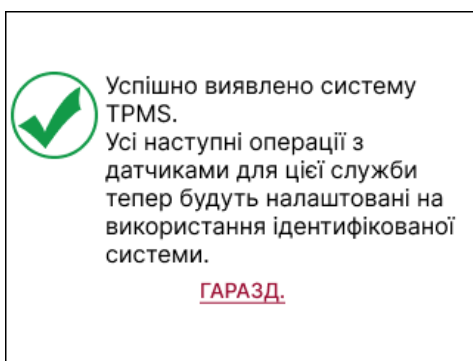 Успішно виявлено систему
TPMS.
Усі наступні операції з
датчиками для цієї служби
тепер будуть налаштовані на
використання ідентифікованої
системи.
ГАРАЗД.